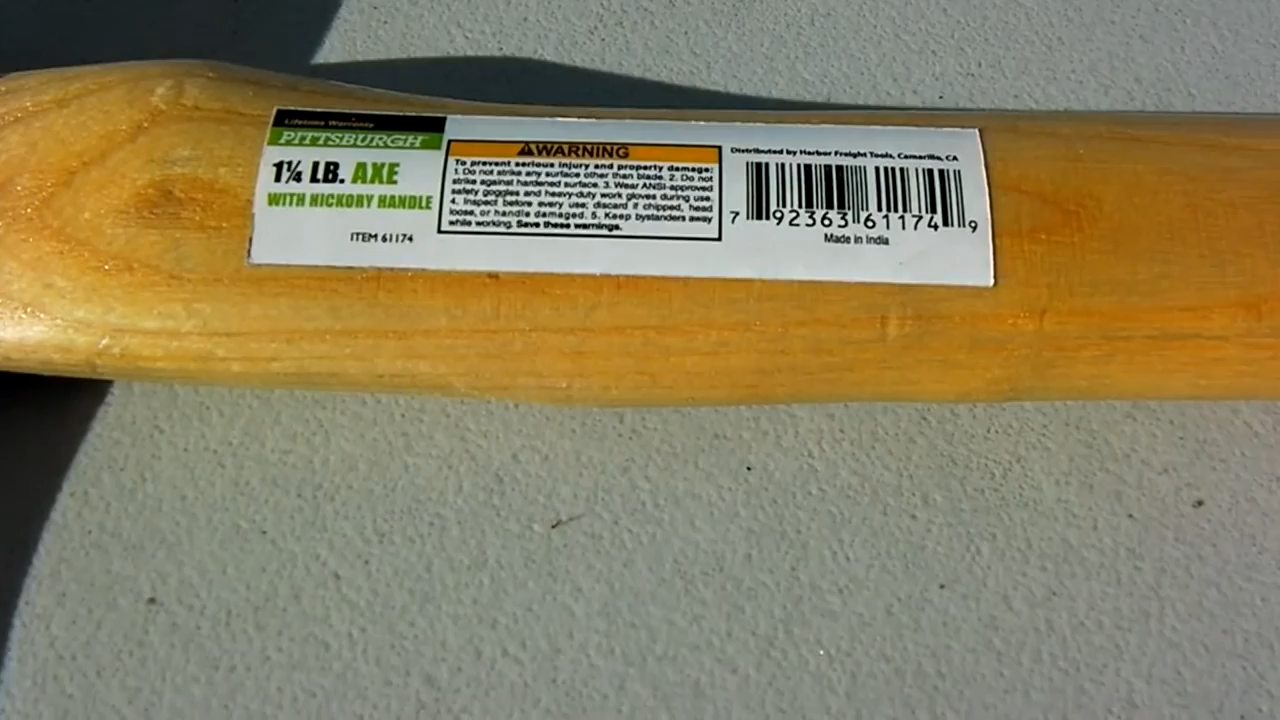 Lifetime Warranty
PITTSBURGH
1¼ LB. AXE
WITH HICKORY HANDLE
ITEM 61174
⚠WARNING
To prevent serious injury and property damage:
1. Do not strike any surface other than blade. 2. Do not
strike against hardened surface. 3. Wear ANSI-approved
safety goggles and heavy-duty work gloves during use.
4. Inspect before every use; discard if chipped, head
loose, or handle damaged. 5. Keep bystanders away
while working. Save these warnings.
Distributed by Harbor Freight Tools, Camarillo, CA
7 92363 61174 9
Made in India